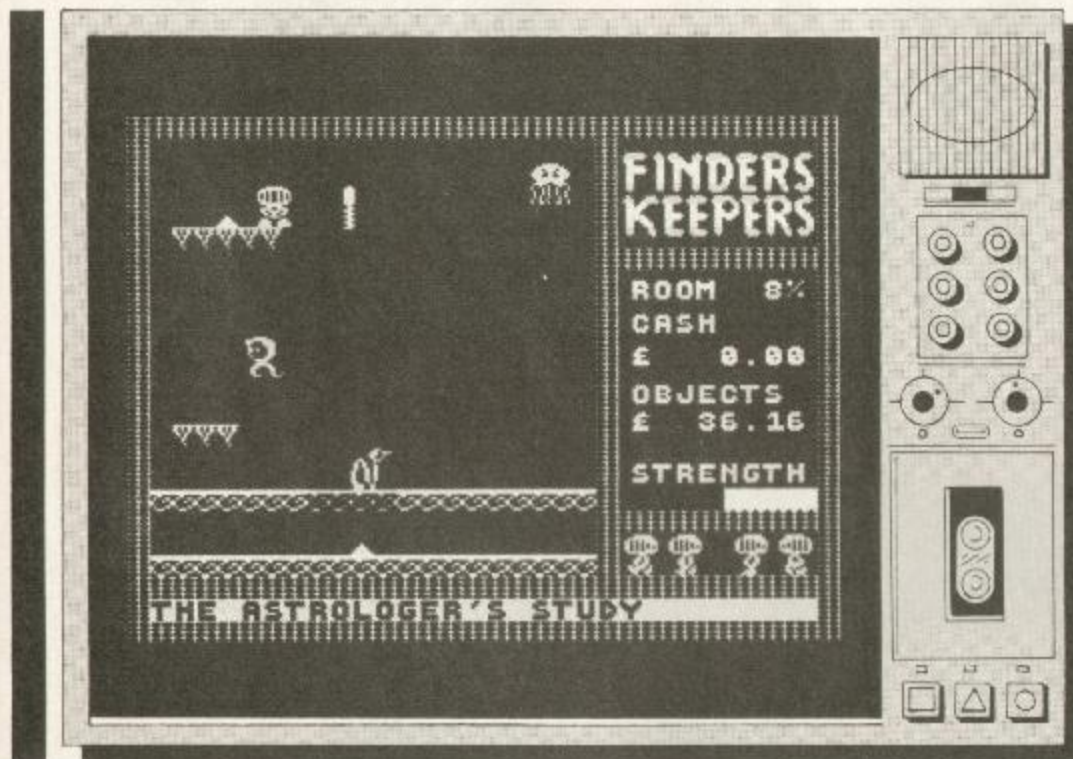 FINDERS
KEEPERS
ROOM 8%
CASH
£ 0.00
OBJECTS
£ 36.16
STRENGTH
THE ASTROLOGER'S STUDY